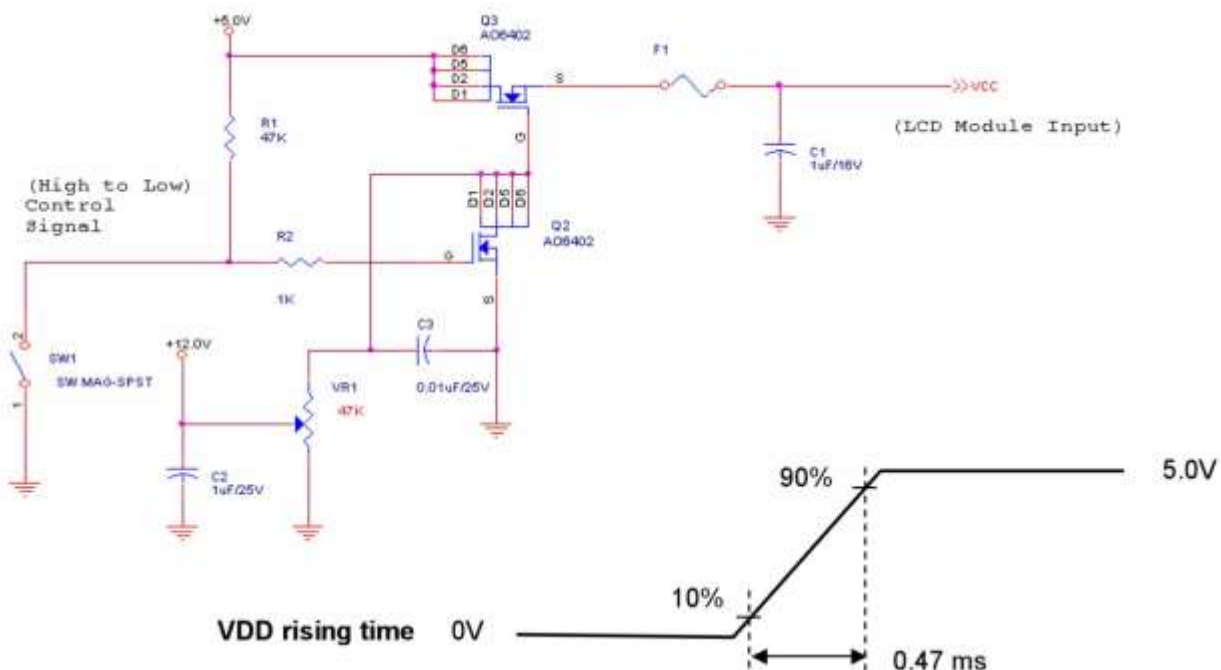 +5.0V
Q3
AO6402
D6
D5
D2
D1
S
G
F1
VCC
(LCD Module Input)
C1
1uF/16V
R1
47K
(High to Low)
Control
Signal
D1
D2
D5
D6
Q2
AO6402
R2
1K
G
S
2
SW1
SW MAG-SPST
1
+12.0V
C3
0.01uF/25V
VR1
47K
C2
1uF/25V
90%
5.0V
10%
VDD rising time
0V
0.47 ms